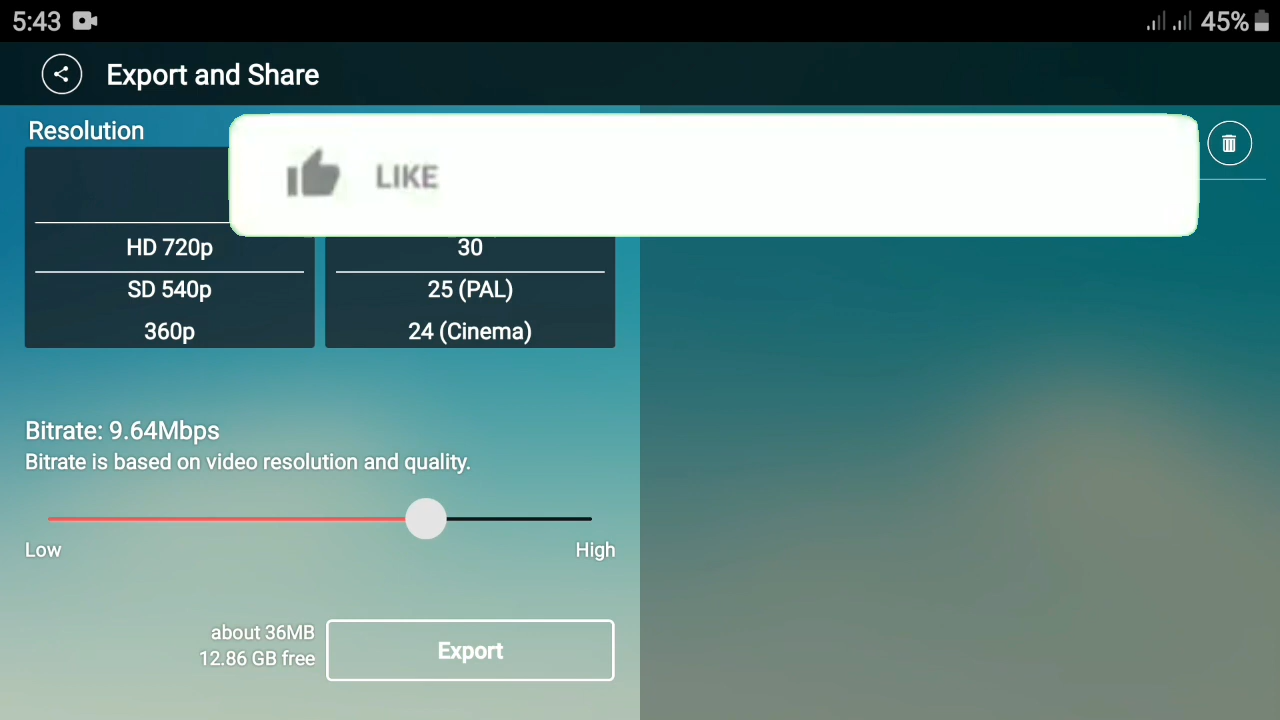 5:43
45%
Export and Share
Resolution
LIKE
HD 720p
30
SD 540p
25 (PAL)
360p
24 (Cinema)
Bitrate: 9.64Mbps
Bitrate is based on video resolution and quality.
Low
High
about 36MB
12.86 GB free
Export